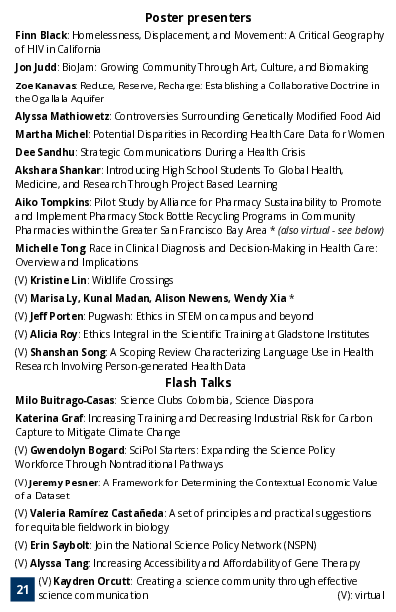 Poster presenters
Finn Black: Homelessness, Displacement, and Movement: A Critical Geography
of HIV in California
Jon Judd: BioJam: Growing Community Through Art, Culture, and Biomaking
Zoe Kanavas: Reduce, Reserve, Recharge: Establishing a Collaborative Doctrine in
the Ogallala Aquifer
Alyssa Mathiowetz: Controversies Surrounding Genetically Modified Food Aid
Martha Michel: Potential Disparities in Recording Health Care Data for Women
Dee Sandhu: Strategic Communications During a Health Crisis
Akshara Shankar: Introducing High School Students To Global Health,
Medicine, and Research Through Project Based Learning
Aiko Tompkins: Pilot Study by Alliance for Pharmacy Sustainability to Promote
and Implement Pharmacy Stock Bottle Recycling Programs in Community
Pharmacies within the Greater San Francisco Bay Area * (also virtual - see below)
Michelle Tong Race in Clinical Diagnosis and Decision-Making in Health Care:
Overview and Implications
(V) Kristine Lin: Wildlife Crossings
(V) Marisa Ly, Kunal Madan, Alison Newens, Wendy Xia *
(V) Jeff Porten: Pugwash: Ethics in STEM on campus and beyond
(V) Alicia Roy: Ethics Integral in the Scientific Training at Gladstone Institutes
(V) Shanshan Song: A Scoping Review Characterizing Language Use in Health
Research Involving Person-generated Health Data
Flash Talks
Milo Buitrago-Casas: Science Clubs Colombia, Science Diaspora
Katerina Graf: Increasing Training and Decreasing Industrial Risk for Carbon
Capture to Mitigate Climate Change
(V) Gwendolyn Bogard: SciPol Starters: Expanding the Science Policy
Workforce Through Nontraditional Pathways
(V) Jeremy Pesner: A Framework for Determining the Contextual Economic Value
of a Dataset
(V) Valeria Ramírez Castañeda: A set of principles and practical suggestions
for equitable fieldwork in biology
(V) Erin Saybolt: Join the National Science Policy Network (NSPN)
(V) Alyssa Tang: Increasing Accessibility and Affordability of Gene Therapy
(V) Kaydren Orcutt: Creating a science community through effective
science communication
(V): virtual
21